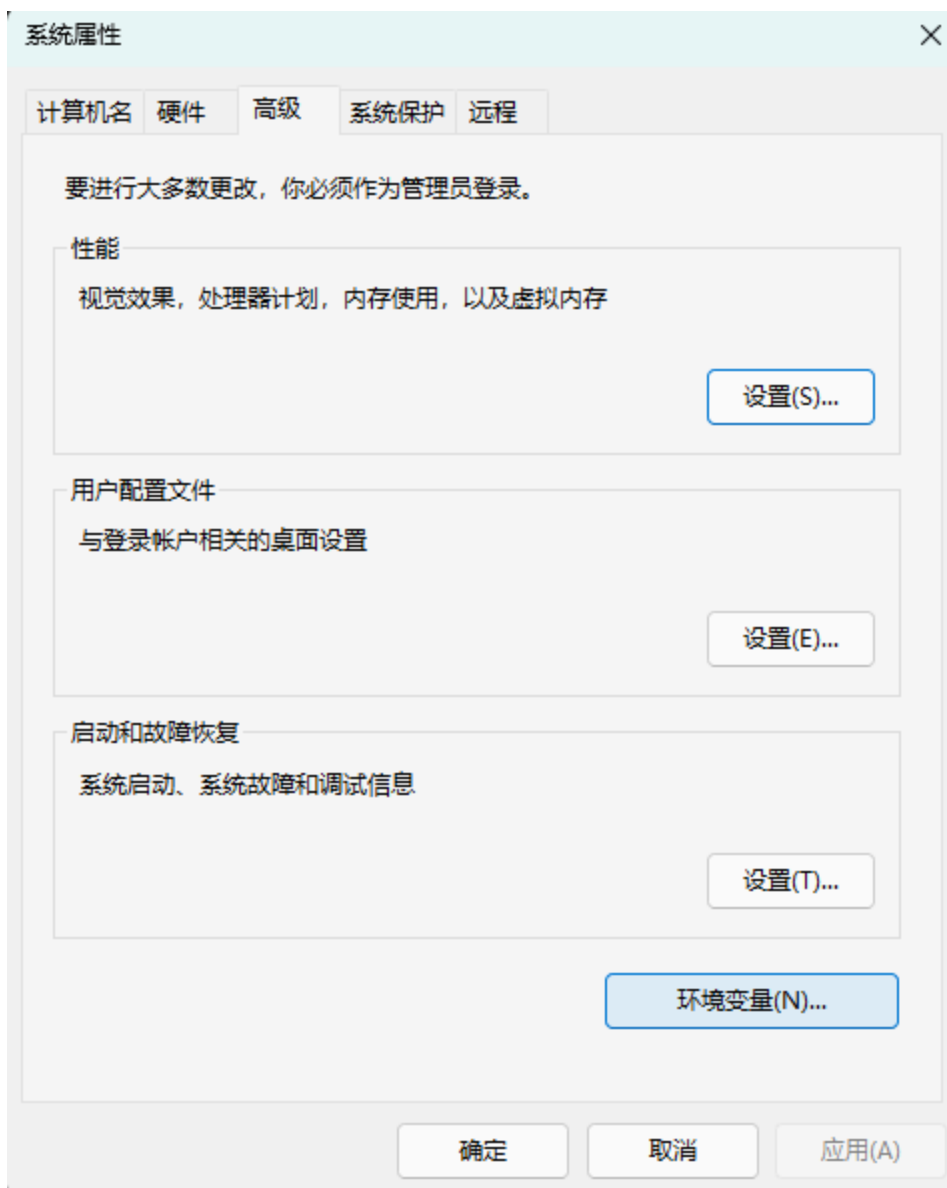 系统属性
计算机名 硬件 高级 系统保护 远程
要进行大多数更改，你必须作为管理员登录。
性能
视觉效果，处理器计划，内存使用，以及虚拟内存
设置(S)...
用户配置文件
与登录帐户相关的桌面设置
设置(E)...
启动和故障恢复
系统启动、系统故障和调试信息
设置(T)...
环境变量(N)...
确定 取消 应用(A)